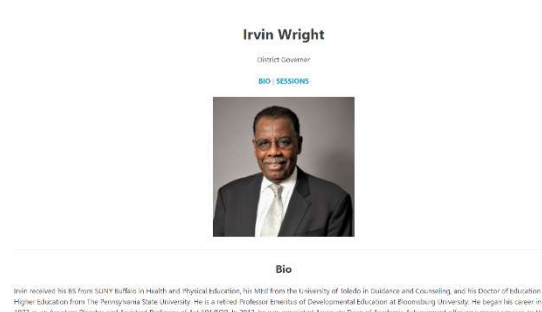 Irvin Wright
District Governor
BIO | SESSIONS
Bio
Irvin received his BS from SUNY Buffalo in Health and Physical Education, his MEd from the University of Toledo in Guidance and Counseling, and his Doctor of Education
Higher Education from The Pennsylvania State University. He is a retired Professor Emeritus of Developmental Education at Bloomsburg University. He began his career in